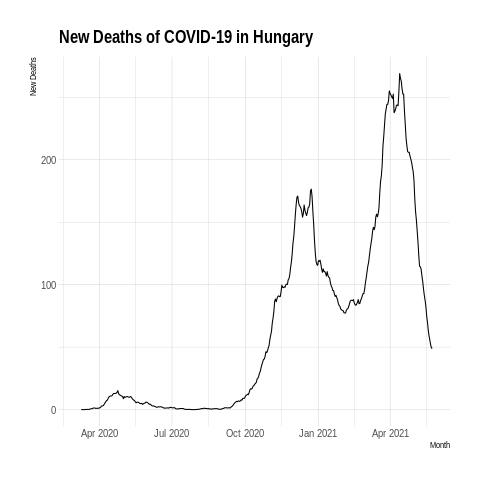 New Deaths of COVID-19 in Hungary
New Deaths
200
100
0
Apr 2020 Jul 2020 Oct 2020 Jan 2021 Apr 2021
Month